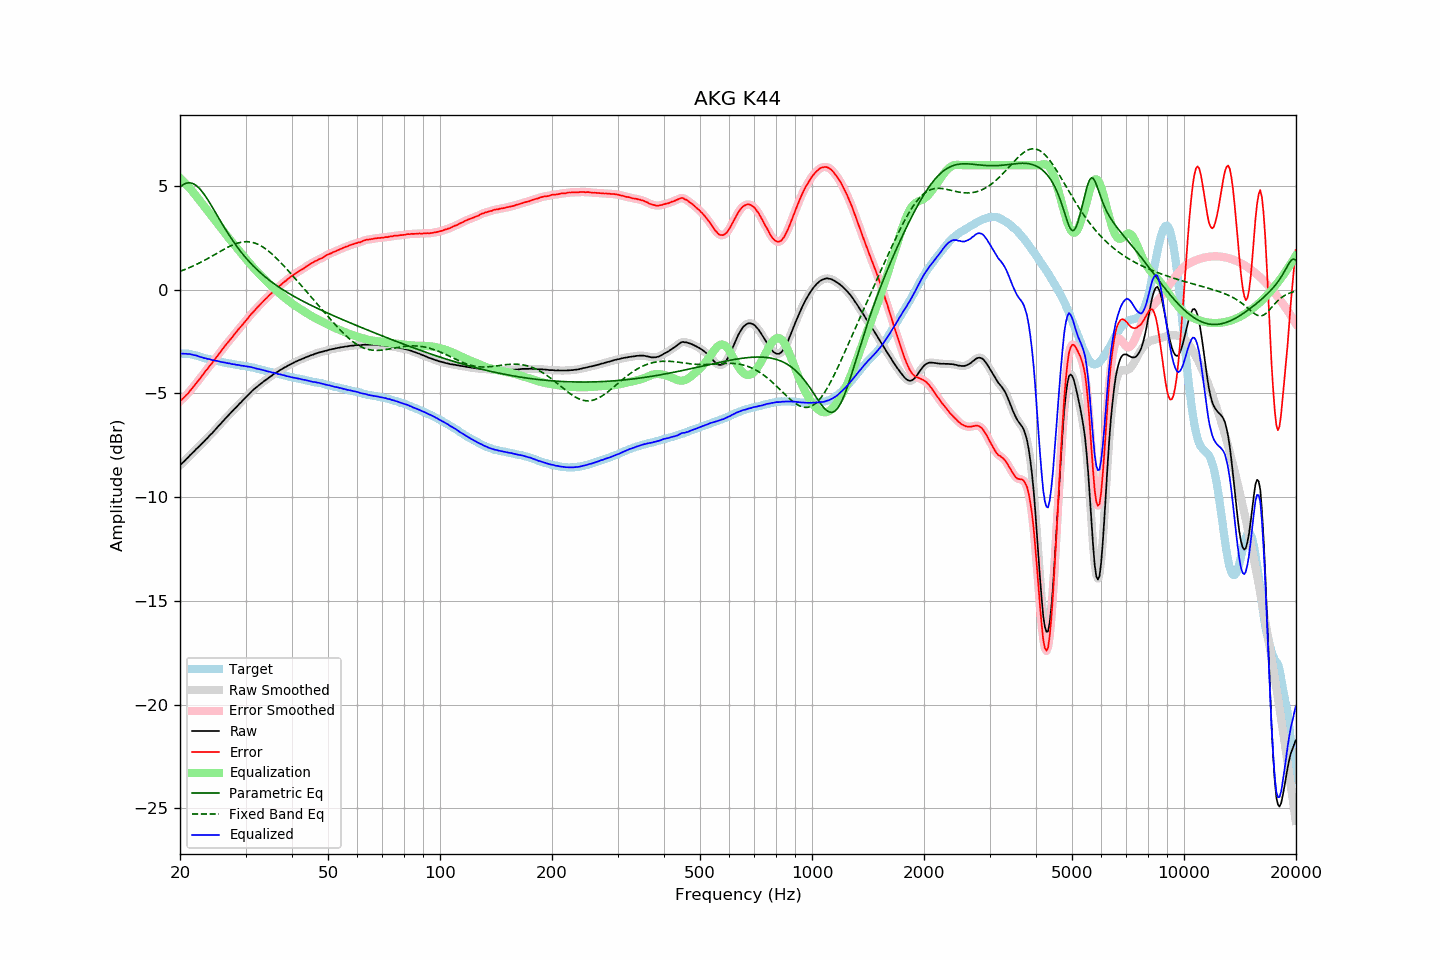 AKG K44
Amplitude (dBr)
5
0
−5
−10
−15
−20
−25
Target
Raw Smoothed
Error Smoothed
Raw
Error
Equalization
Parametric Eq
Fixed Band Eq
Equalized
20 50 100 200 500 1000 2000 5000 10000 20000
Frequency (Hz)